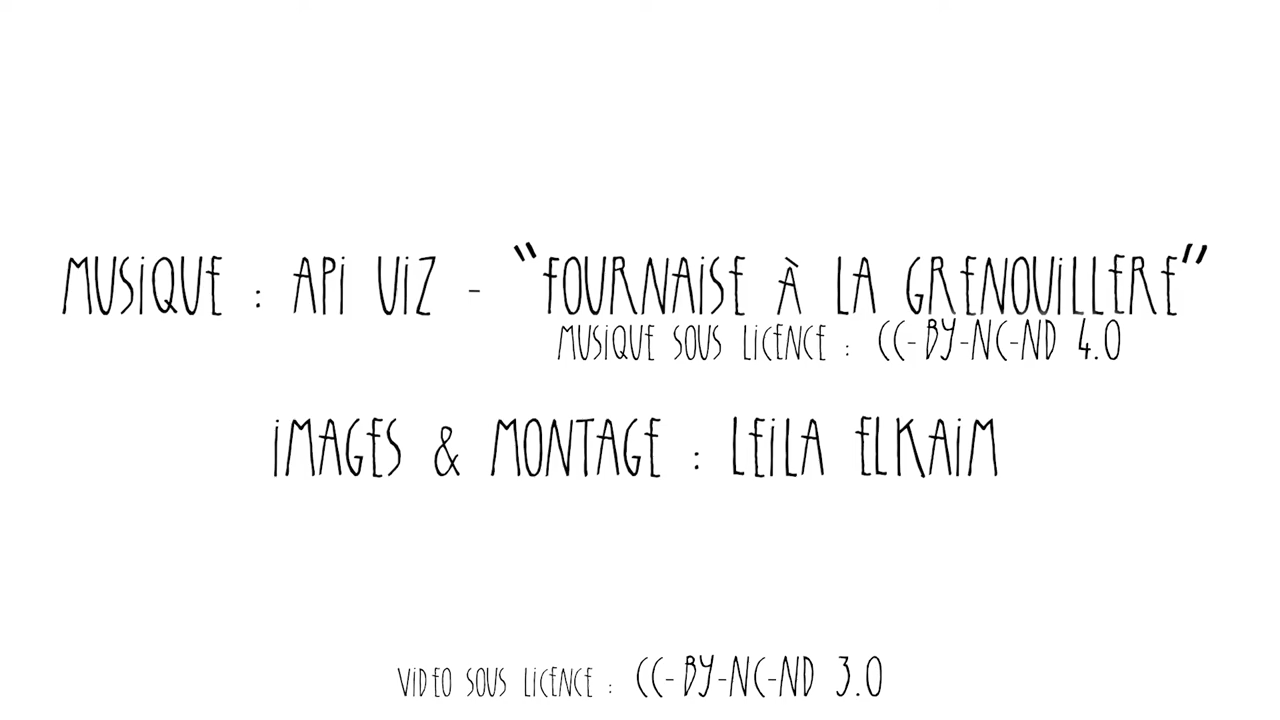 MUSIQUE : API UIZ - "FOURNAISE À LA GRENOUILLERE"
MUSIQUE SOUS LICENCE : CC-BY-NC-ND 4.0
IMAGES & MONTAGE : LEILA ELKAIM
VIDEO SOUS LICENCE : CC-BY-NC-ND 3.0